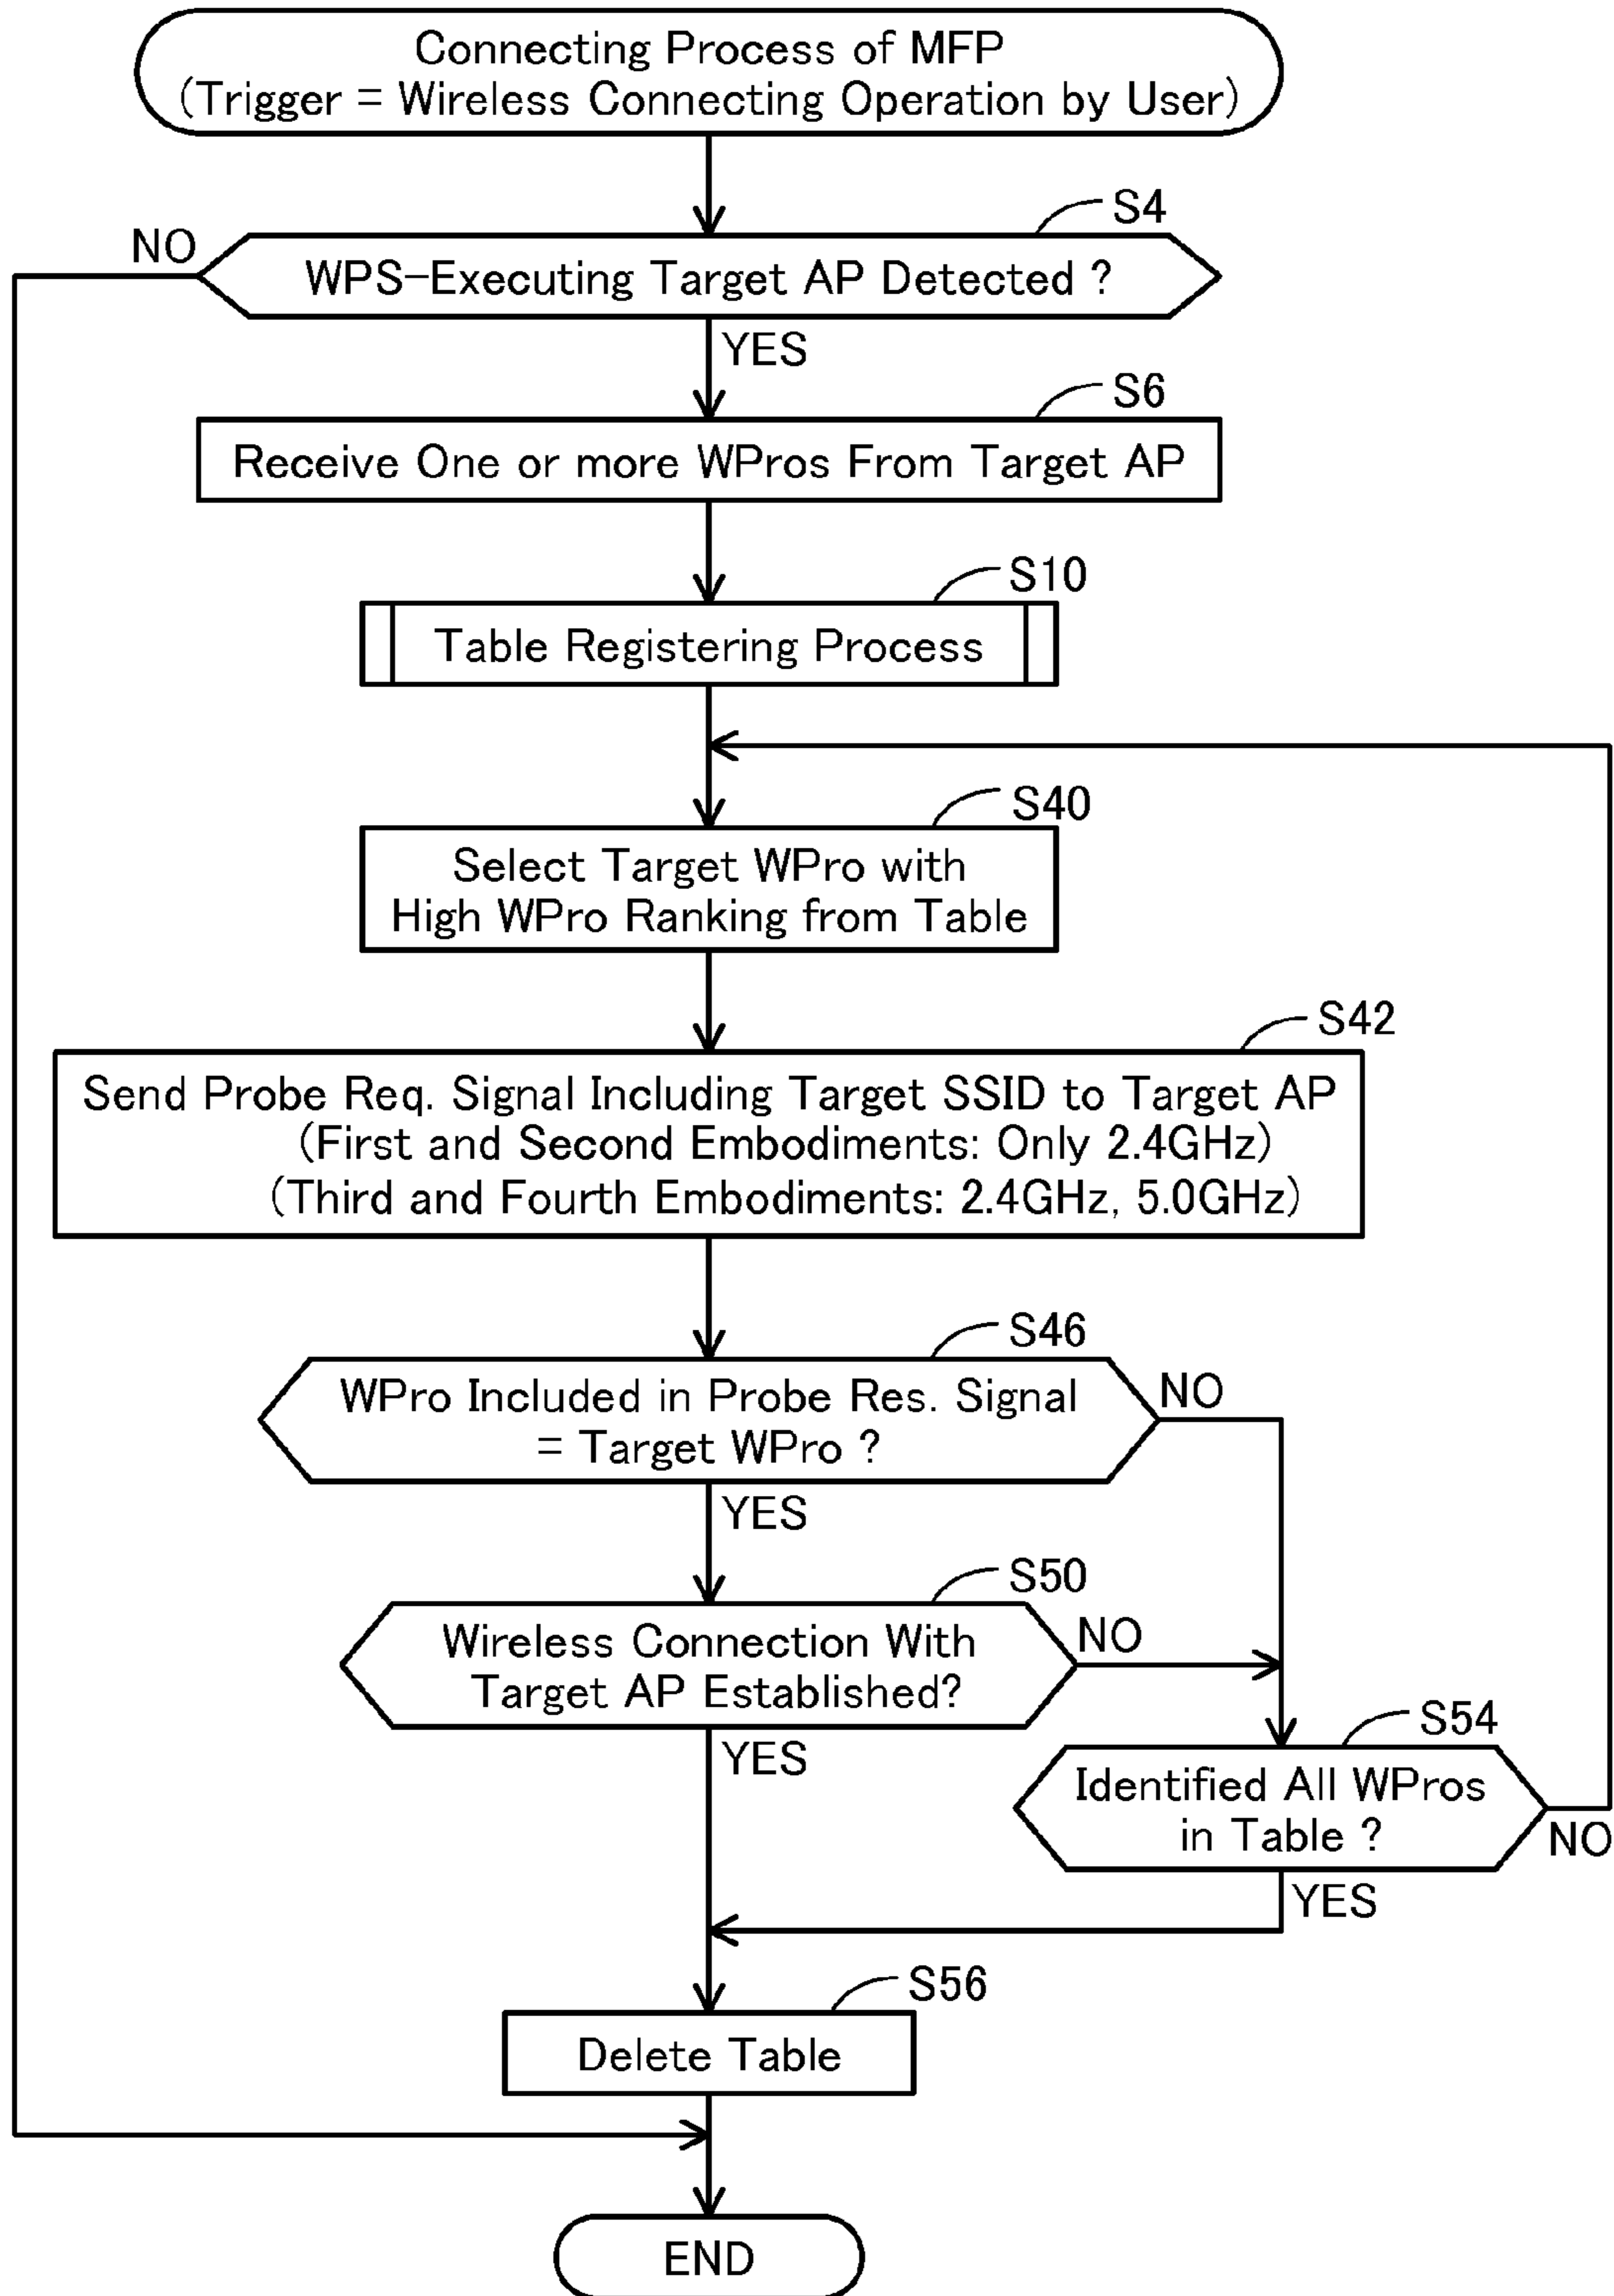 Connecting Process of MFP
(Trigger = Wireless Connecting Operation by User)
S4
NO
WPS-Executing Target AP Detected ?
YES
S6
Receive One or more WPros From Target AP
S10
Table Registering Process
S40
Select Target WPro with
High WPro Ranking from Table
S42
Send Probe Req. Signal Including Target SSID to Target AP
(First and Second Embodiments: Only 2.4GHz)
(Third and Fourth Embodiments: 2.4GHz, 5.0GHz)
S46
WPro Included in Probe Res. Signal
= Target WPro ?
NO
YES
S50
Wireless Connection With
Target AP Established?
NO
YES
S54
Identified All WPros
in Table ?
NO
YES
S56
Delete Table
END